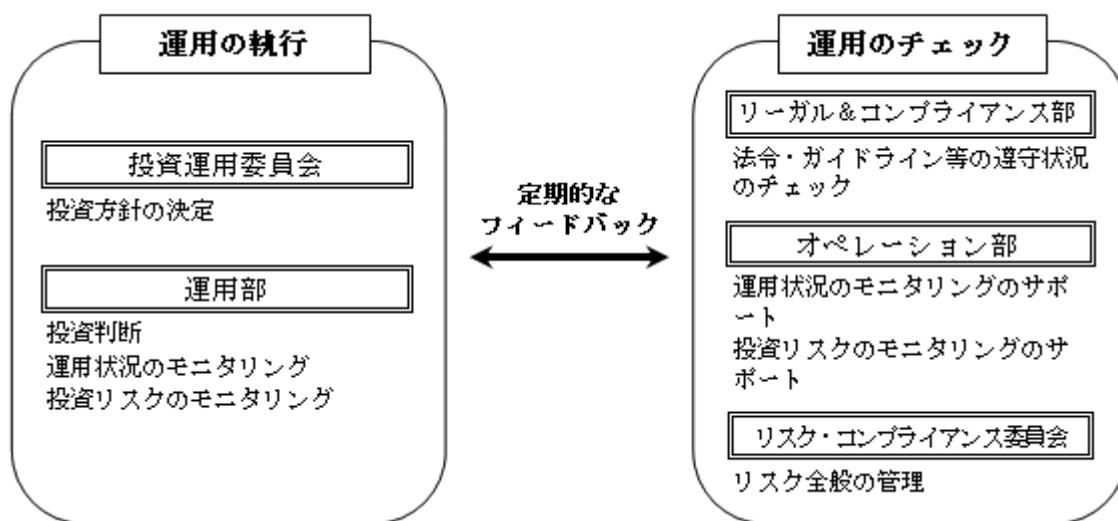 運用の執行
投資運用委員会
投資方針の決定
運用部
投資判断
運用状況のモニタリング
投資リスクのモニタリング
定期的な
フィードバック
運用のチェック
リーガル＆コンプライアンス部
法令・ガイドライン等の遵守状況
のチェック
オペレーション部
運用状況のモニタリングのサポ
ート
投資リスクのモニタリングのサ
ポート
リスク・コンプライアンス委員会
リスク全般の管理